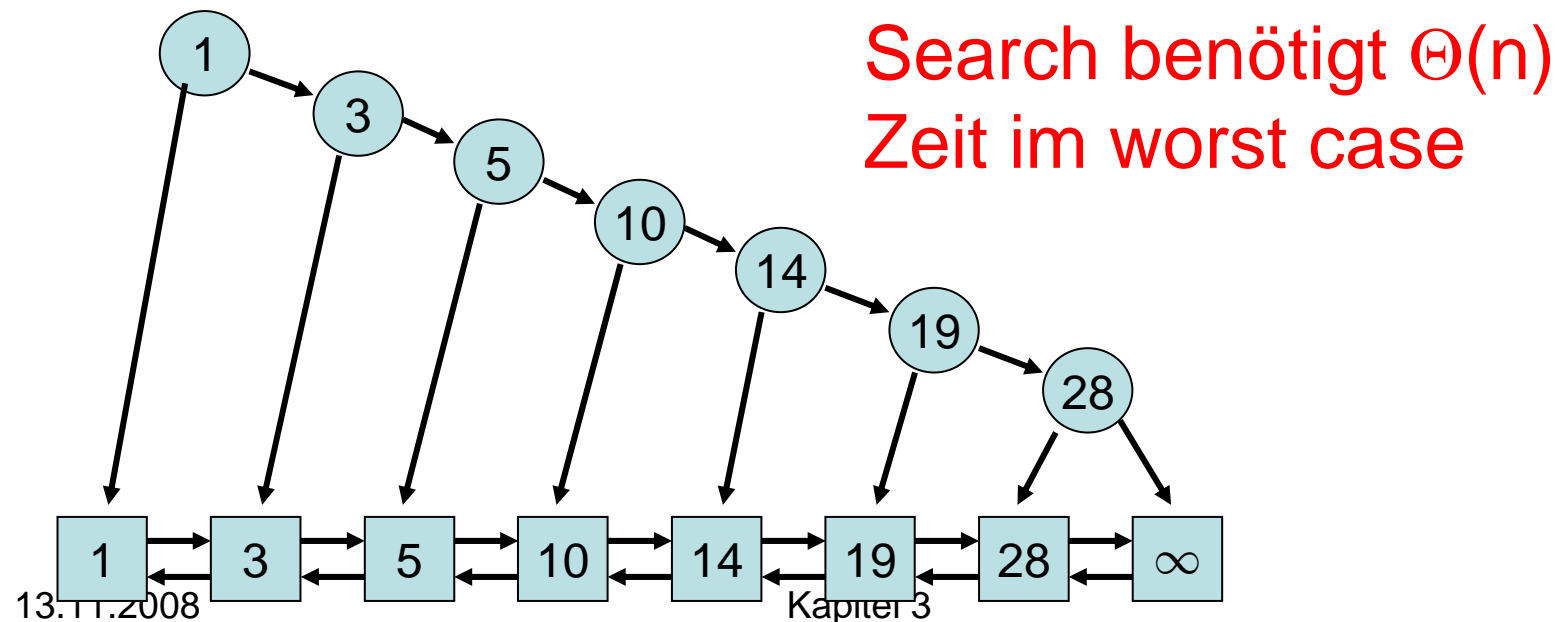 Search benötigt Θ(n)
Zeit im worst case
1
3
5
10
14
19
28
1 3 5 10 14 19 28 ∞
13.11.2008 Kapitel 3